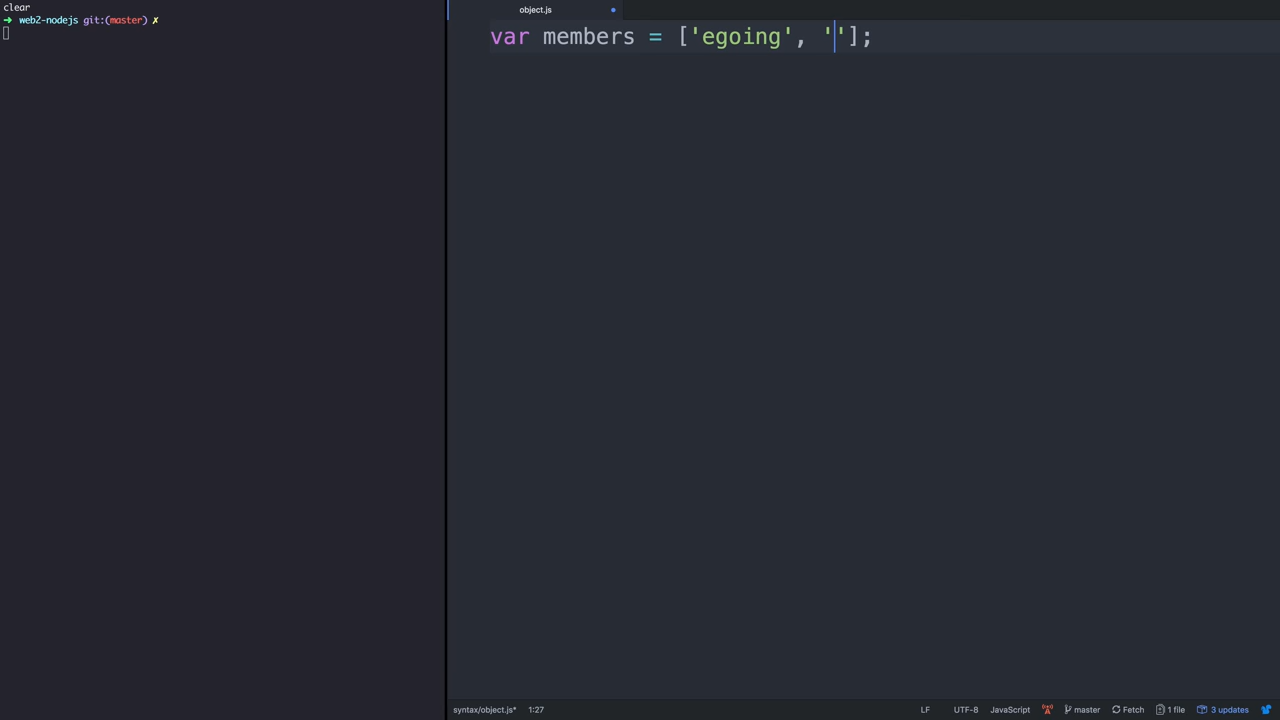 clear
➜ web2-nodejs git:(master) ✗
object.js
var members = ['egoing', ''];
syntax/object.js* 1:27 LF UTF-8 JavaScript master Fetch 1 file 3 updates